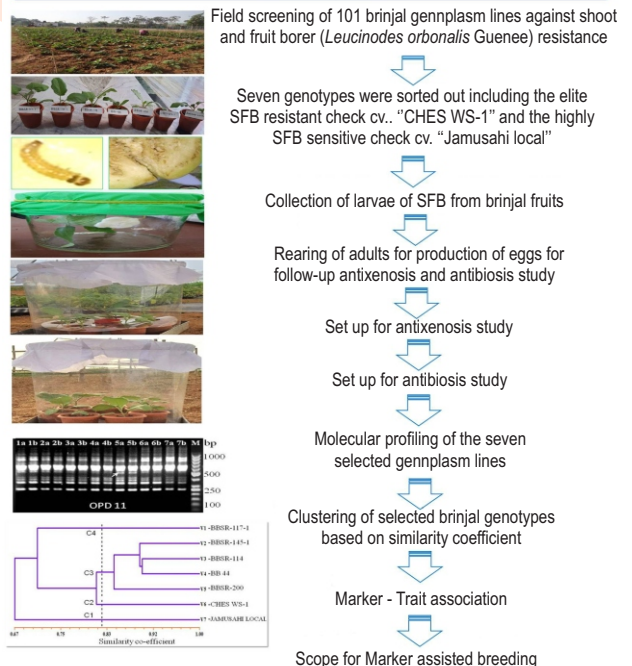 Field screening of 101 brinjal gennplasm lines against shoot
and fruit borer (Leucinodes orbonalis Guenee) resistance
Seven genotypes were sorted out including the elite
SFB resistant check cv.. ‘‘CHES WS-1” and the highly
SFB sensitive check cv. “Jamusahi local”
Collection of larvae of SFB from brinjal fruits
Rearing of adults for production of eggs for
follow-up antixenosis and antibiosis study
Set up for antixenosis study
Set up for antibiosis study
Molecular profiling of the seven
selected gennplasm lines
Clustering of selected brinjal genotypes
based on similarity coefficient
Marker - Trait association
Scope for Marker assisted breeding
1a 1b 2a 2b 3a 3b 4a 4b 5a 5b 6a 6b 7a 7b M bp
1000
500
250
100
OPD 11
C4
C3
C2
C1
V1 -BBSR-117-1
V2 -BBSR-145-1
V3 -BBSR-114
V4 -BB 44
V5 -BBSR-200
V6 -CHES WS-1
V7 -JAMUSAHI LOCAL
0.67 0.75 0.83 0.92 1.00
Similarity co-efficient